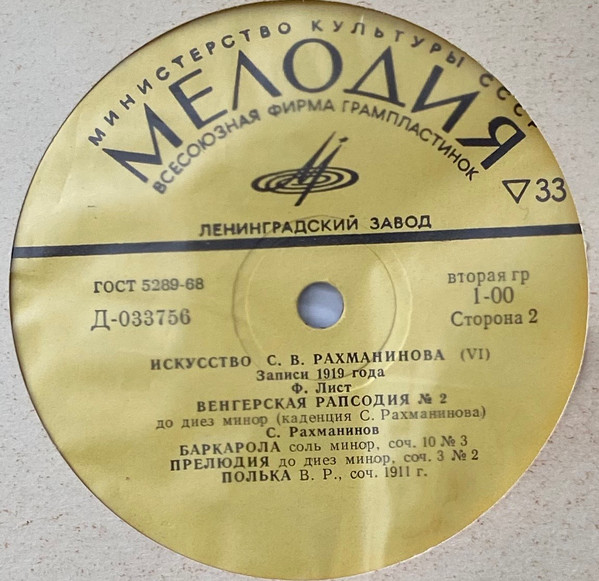 МИНИСТЕРСТВО КУЛЬТУРЫ СССР
МЕЛОДИЯ
ВСЕСОЮЗНАЯ ФИРМА ГРАМПЛАСТИНОК
▽33
ЛЕНИНГРАДСКИЙ ЗАВОД
ГОСТ 5289-68
вторая гр
Д-033756
1-00
Сторона 2
ИСКУССТВО С. В. РАХМАНИНОВА (VI)
Записи 1919 года
Ф. Лист
ВЕНГЕРСКАЯ РАПСОДИЯ № 2
до диез минор (каденция С. Рахманинова)
С. Рахманинов
БАРКАРОЛА соль минор, соч. 10 № 3
ПРЕЛЮДИЯ до диез минор, соч. 3 № 2
ПОЛЬКА В. Р., соч. 1911 г.